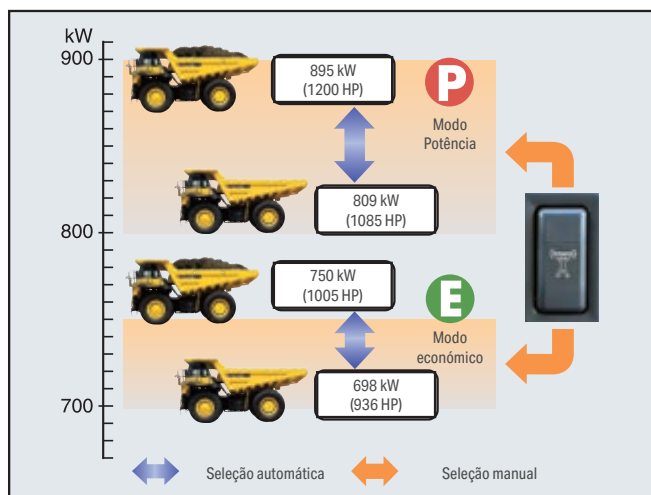 kW
900
895 kW
(1200 HP)
P
Modo
Potência
809 kW
(1085 HP)
800
750 kW
(1005 HP)
E
Modo
económico
698 kW
(936 HP)
700
Seleção automática
Seleção manual